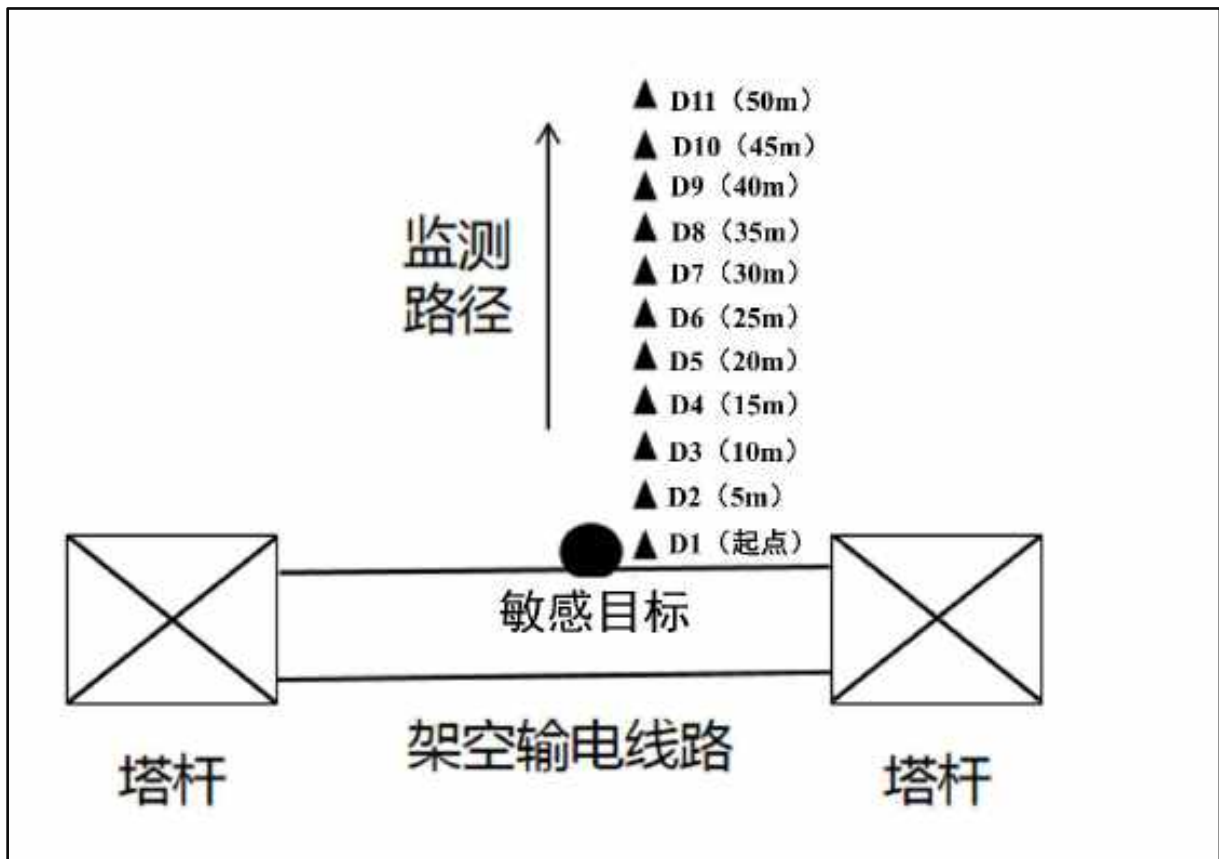 D11（50m）
D10（45m）
D9（40m）
D8（35m）
D7（30m）
D6（25m）
D5（20m）
D4（15m）
D3（10m）
D2（5m）
D1（起点）
监测
路径
敏感目标
架空输电线路
塔杆
塔杆